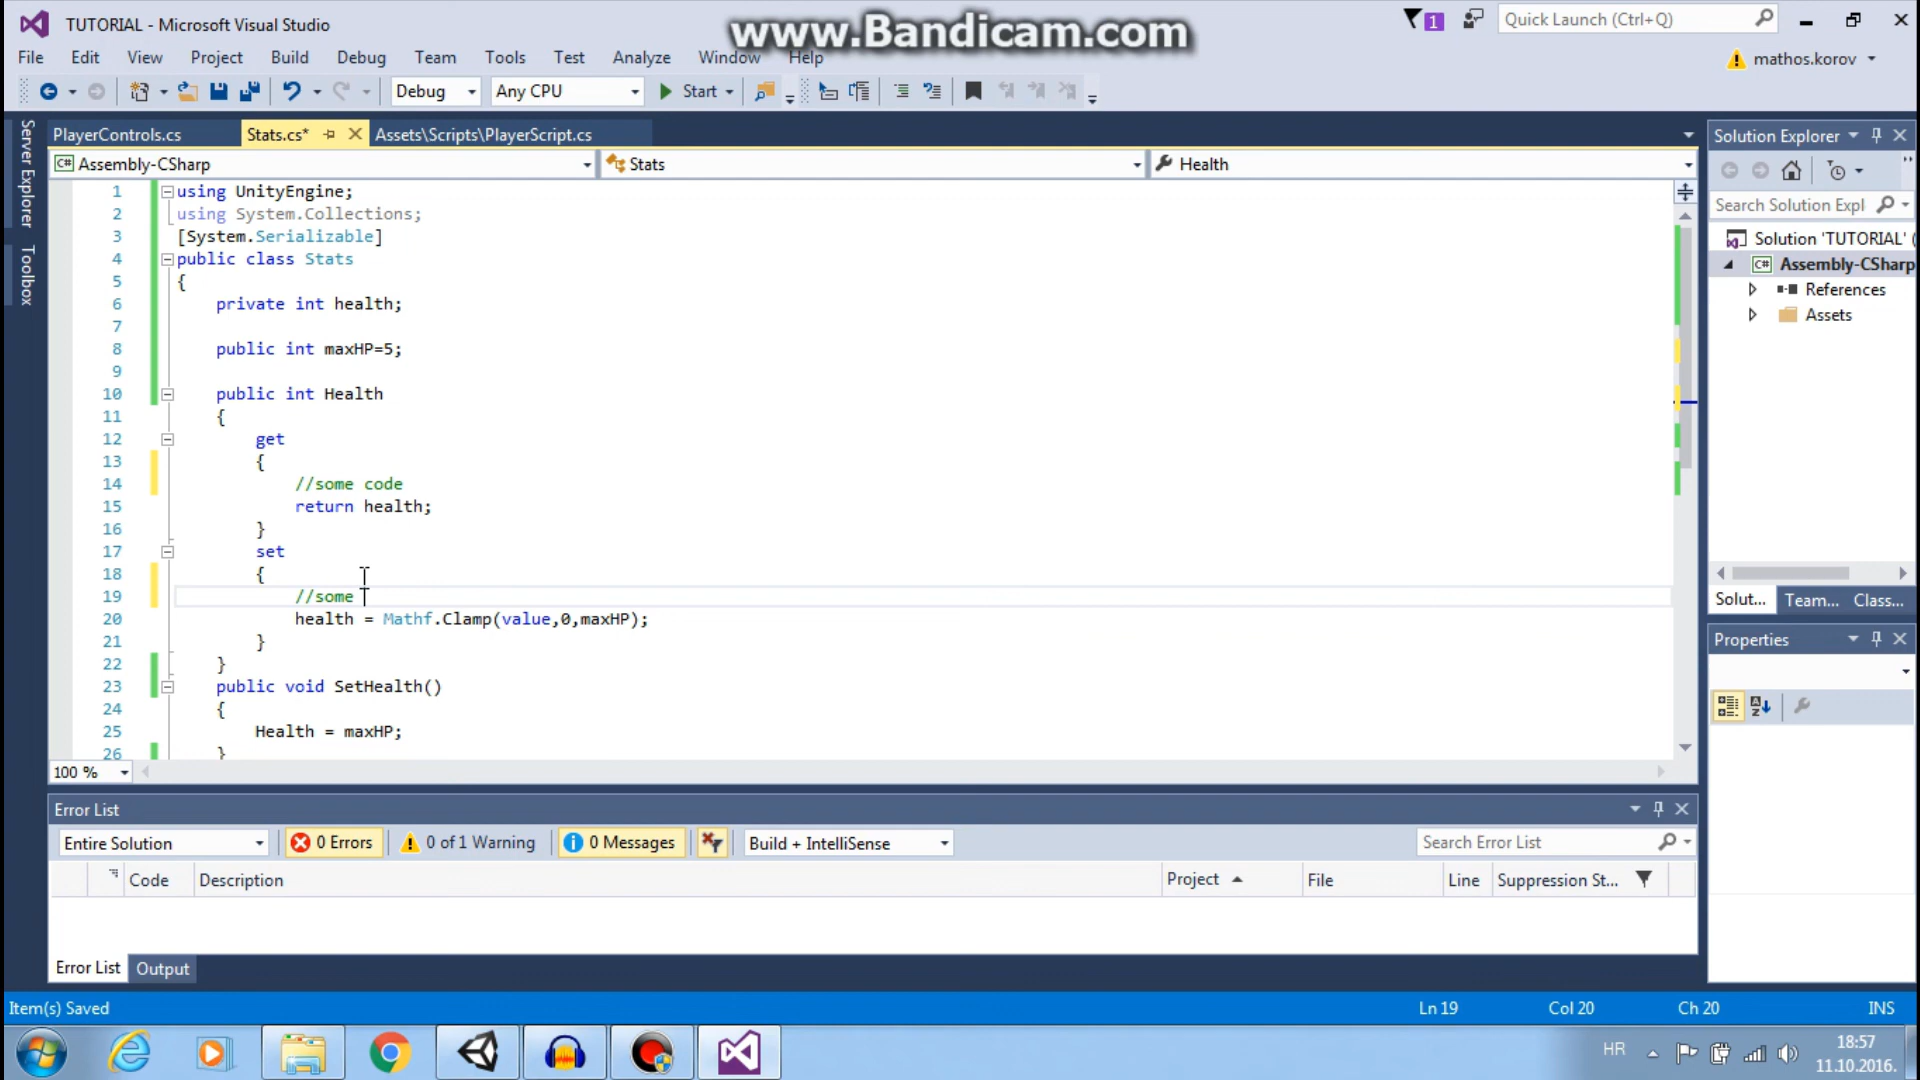 TUTORIAL - Microsoft Visual Studio
www.Bandicam.com
1
Quick Launch (Ctrl+Q)
File Edit View Project Build Debug Team Tools Test Analyze Window Help
mathos.korov
Debug Any CPU Start
Server Explorer
Toolbox
PlayerControls.cs Stats.cs* Assets\Scripts\PlayerScript.cs
C# Assembly-CSharp Stats Health
1 using UnityEngine;
2 using System.Collections;
3 [System.Serializable]
4 public class Stats
5 {
6 private int health;
7
8 public int maxHP=5;
9
10 public int Health
11 {
12 get
13 {
14 //some code
15 return health;
16 }
17 set
18 {
19 //some
20 health = Mathf.Clamp(value,0,maxHP);
21 }
22 }
23 public void SetHealth()
24 {
25 Health = maxHP;
26 }
100 %
Solution Explorer
Search Solution Expl
Solution 'TUTORIAL' (
C# Assembly-CSharp
References
Assets
Solut... Team... Class...
Properties
Error List
Entire Solution 0 Errors 0 of 1 Warning 0 Messages Build + IntelliSense Search Error List
Code Description Project File Line Suppression St...
Error List Output
Item(s) Saved Ln 19 Col 20 Ch 20 INS
HR
18:57
11.10.2016.